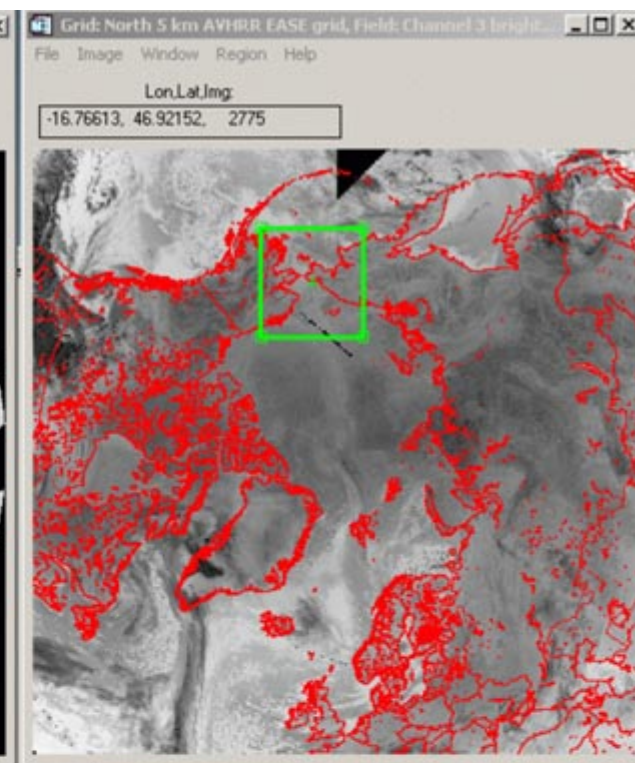 Grid: North 5 km AVHRR EASE grid, Field: Channel 3 bright...
File Image Window Region Help
Lon,Lat,Img:
-16.76613, 46.92152, 2775